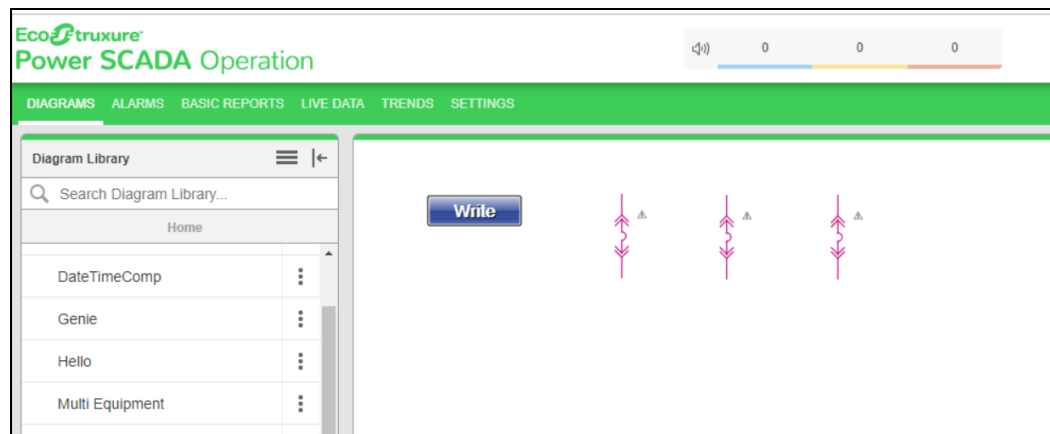 EcoStruxure
Power SCADA Operation
0 0 0
DIAGRAMS ALARMS BASIC REPORTS LIVE DATA TRENDS SETTINGS
Diagram Library
Search Diagram Library...
Home
DateTimeComp
Genie
Hello
Multi Equipment
Write